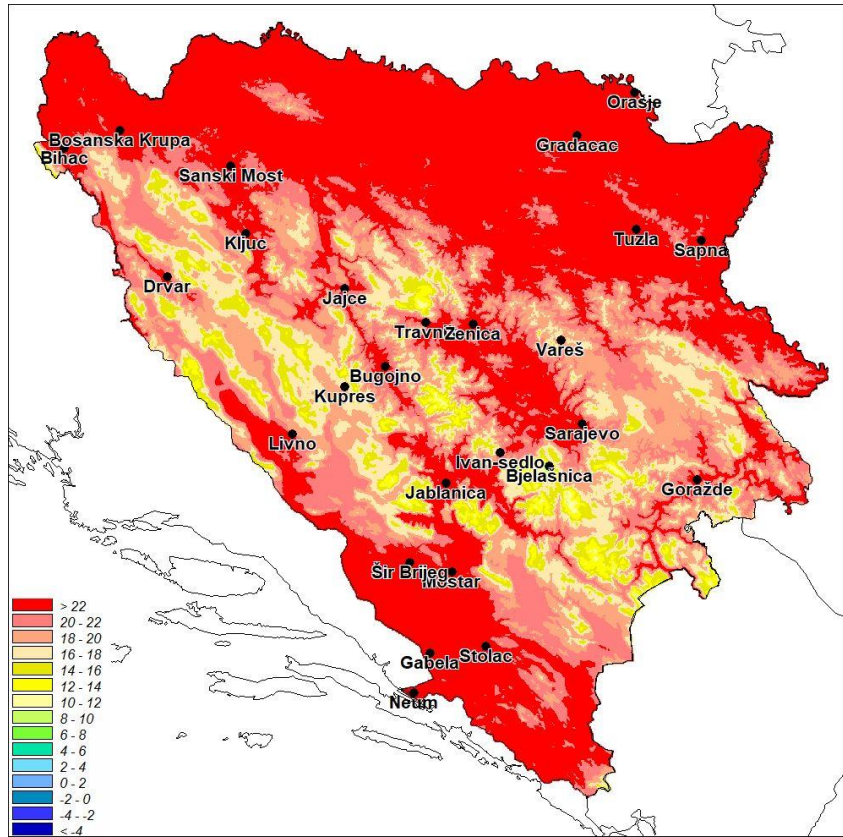 Orašje
Bosanska Krupa
Gradacac
Bihac
Sanski Most
Tuzla
Kljuc
Sapna
Drvar
Jajce
Zenica
Vareš
Bugojno
Kupres
Sarajevo
Livno
Ivan-sedlo
Bjelašnica
Jablanica
Goražde
Šir Brijeg
Mostar
Stolac
Gabela
Neum
> 22
20 - 22
18 - 20
16 - 18
14 - 16
12 - 14
10 - 12
8 - 10
6 - 8
4 - 6
2 - 4
0 - 2
-2 - 0
-4 - -2
< -4